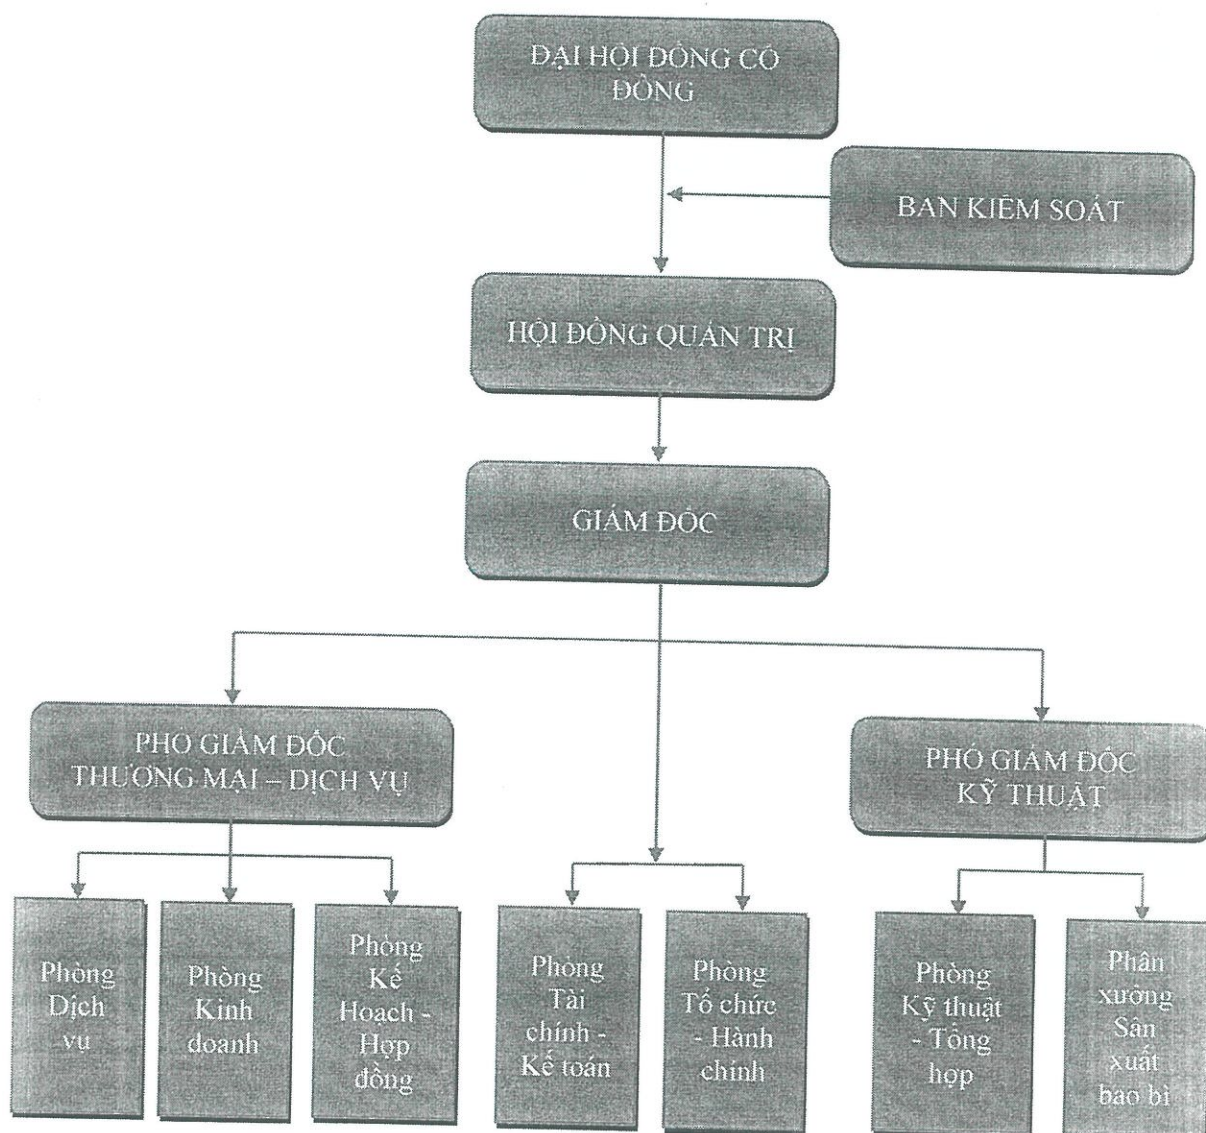 ĐẠI HỘI ĐỒNG CỔ
ĐÔNG
BAN KIỂM SOÁT
HỘI ĐỒNG QUẢN TRỊ
GIÁM ĐỐC
PHÓ GIÁM ĐỐC
THƯƠNG MẠI – DỊCH VỤ
PHÓ GIÁM ĐỐC
KỸ THUẬT
Phòng
Dịch
vụ
Phòng
Kinh
doanh
Phòng
Kế
Hoạch -
Hợp
đồng
Phòng
Tài
chính -
Kế toán
Phòng
Tổ chức
- Hành
chính
Phòng
Kỹ thuật
- Tổng
hợp
Phân
xưởng
Sản
xuất
bao bì